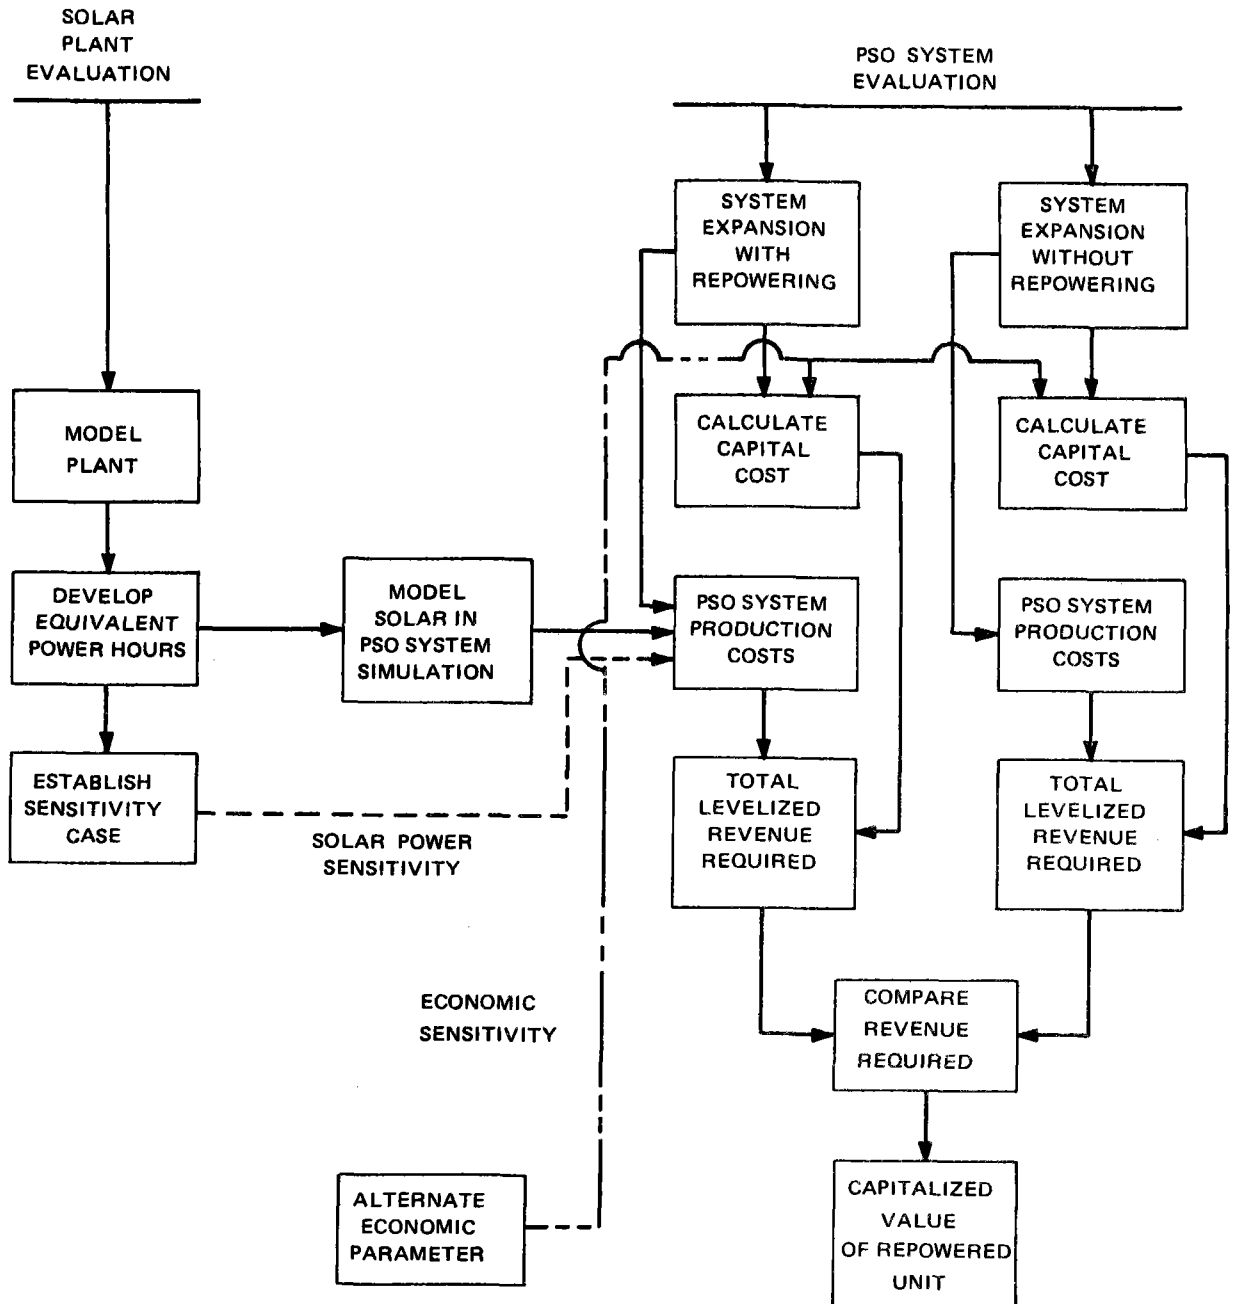 SOLAR
PLANT
EVALUATION
PSO SYSTEM
EVALUATION
SYSTEM
EXPANSION
WITH
REPOWERING
SYSTEM
EXPANSION
WITHOUT
REPOWERING
MODEL
PLANT
CALCULATE
CAPITAL
COST
CALCULATE
CAPITAL
COST
DEVELOP
EQUIVALENT
POWER HOURS
MODEL
SOLAR IN
PSO SYSTEM
SIMULATION
PSO SYSTEM
PRODUCTION
COSTS
PSO SYSTEM
PRODUCTION
COSTS
ESTABLISH
SENSITIVITY
CASE
SOLAR POWER
SENSITIVITY
TOTAL
LEVELIZED
REVENUE
REQUIRED
TOTAL
LEVELIZED
REVENUE
REQUIRED
ECONOMIC
SENSITIVITY
COMPARE
REVENUE
REQUIRED
ALTERNATE
ECONOMIC
PARAMETER
CAPITALIZED
VALUE
OF REPOWERED
UNIT